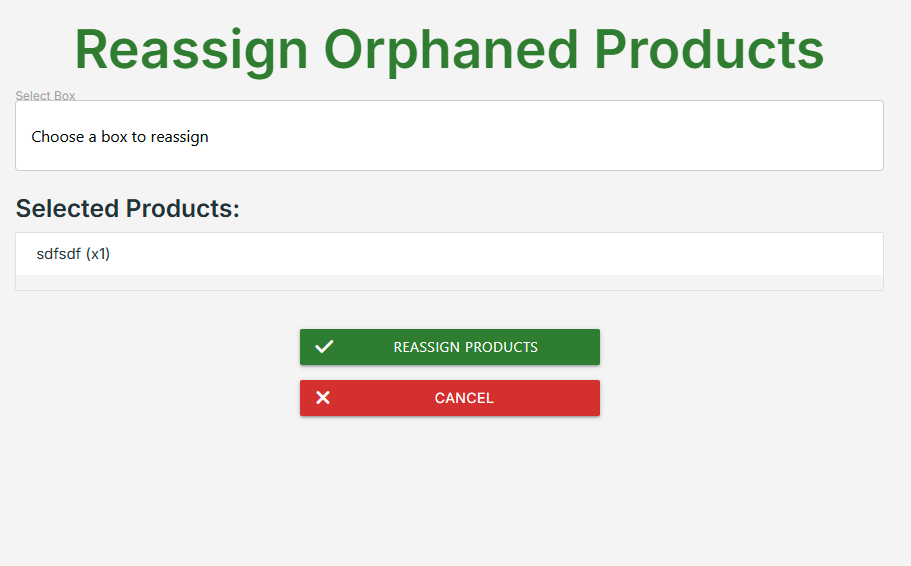 Reassign Orphaned Products
Select Box
Choose a box to reassign
Selected Products:
sdfsdf (x1)
REASSIGN PRODUCTS
CANCEL